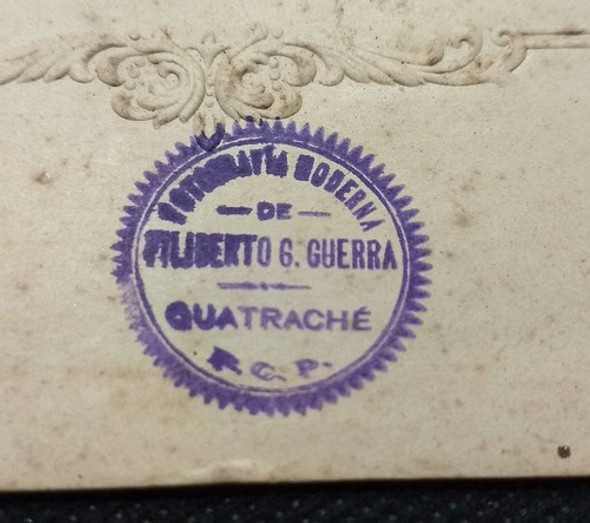 FOTOGRAFÍA MODERNA
— DE —
FILIBERTO G. GUERRA
QUATRACHÉ
F. C. P.